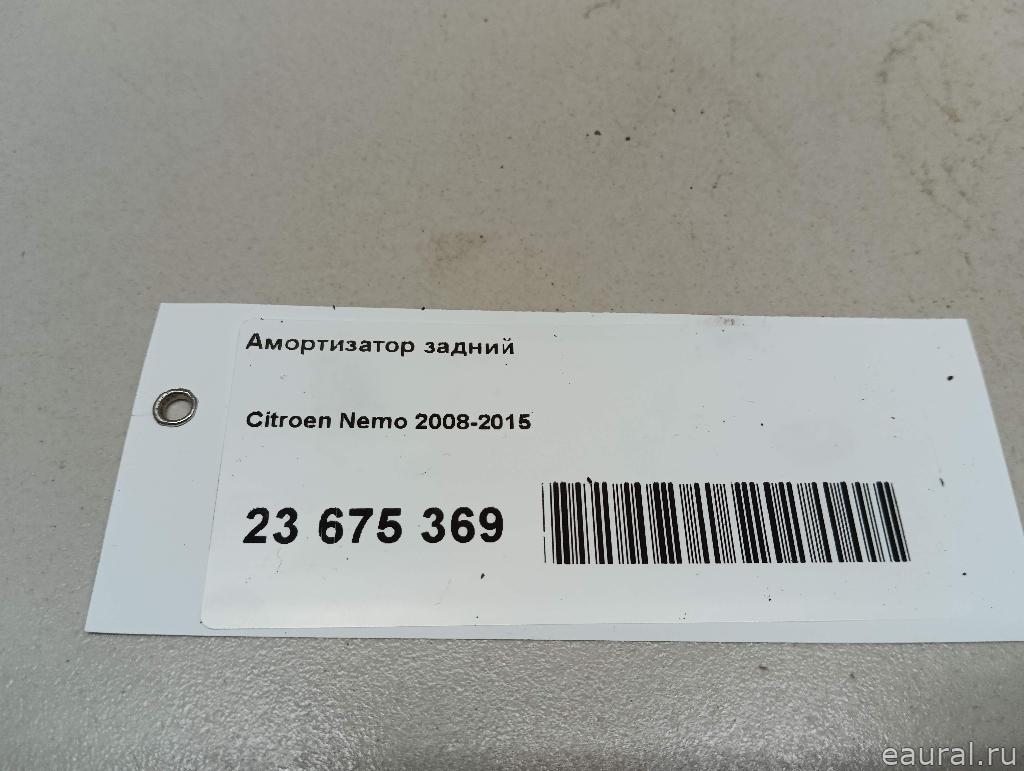 Амортизатор задний
Citroen Nemo 2008-2015
23 675 369
eaural.ru